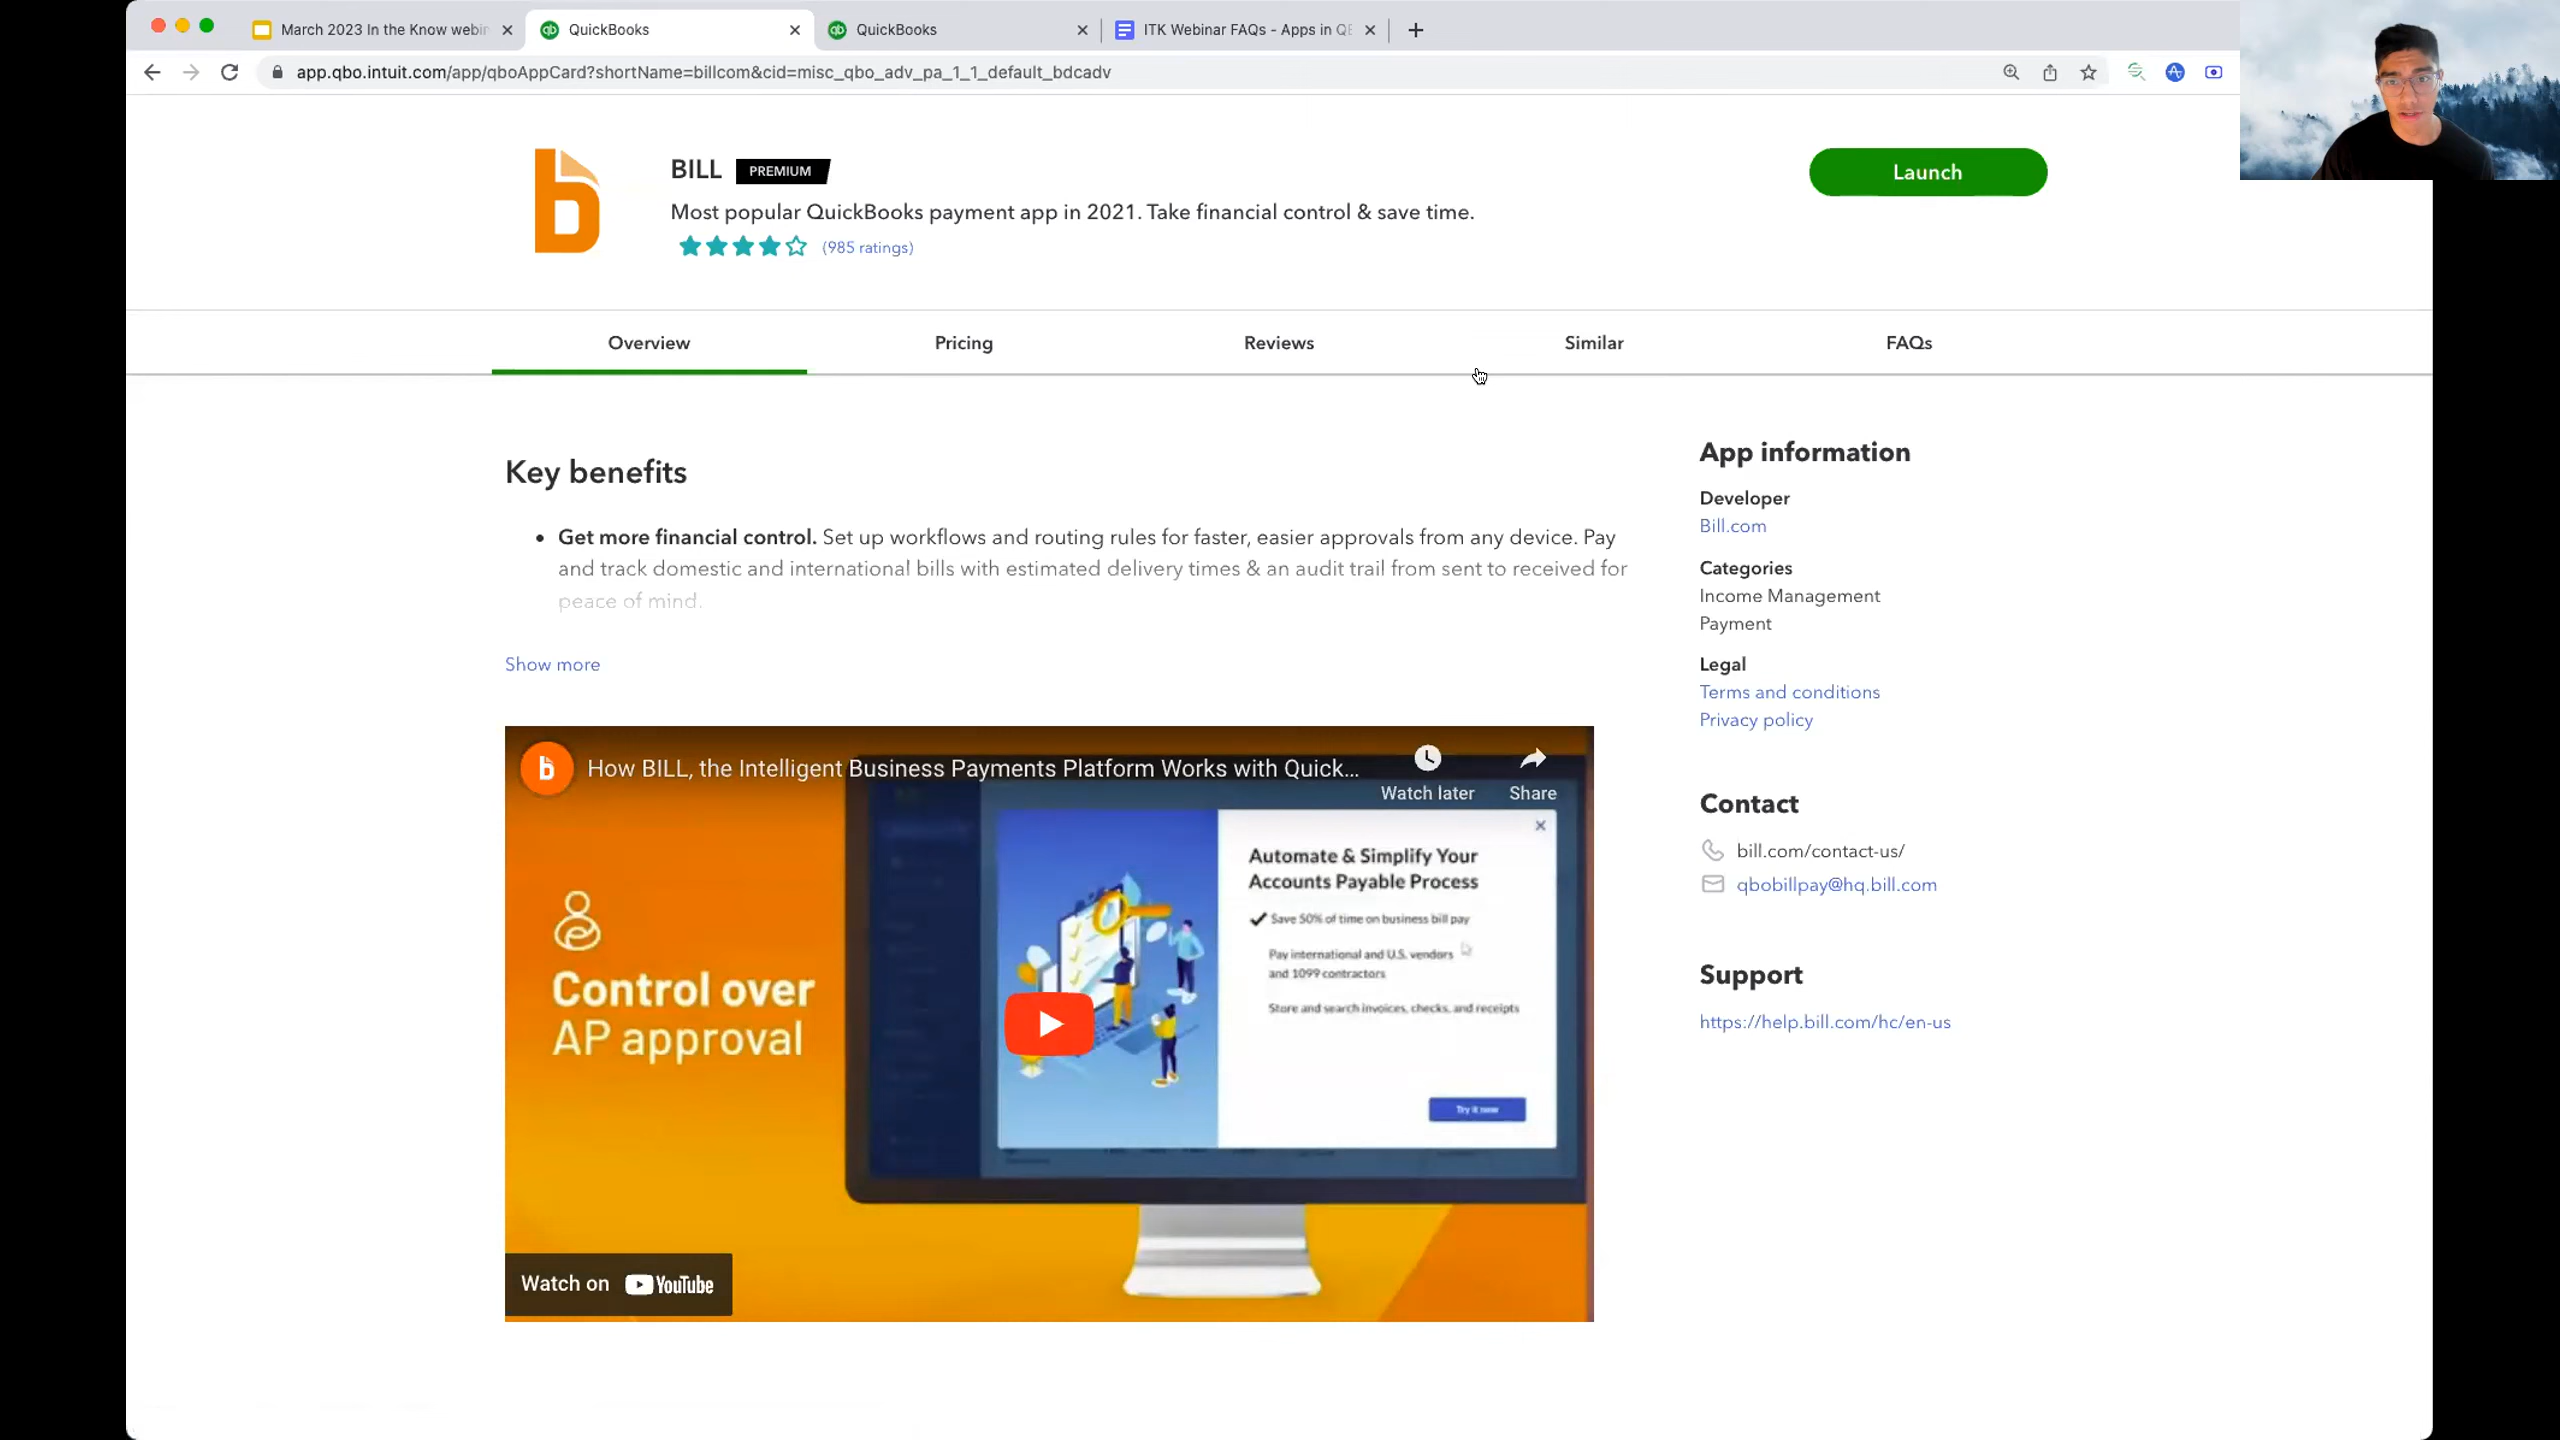 March 2023 In the Know webin
QuickBooks
QuickBooks
ITK Webinar FAQs - Apps in QB
app.qbo.intuit.com/app/qboAppCard?shortName=billcom&cid=misc_qbo_adv_pa_1_1_default_bdcadv
BILL PREMIUM
Most popular QuickBooks payment app in 2021. Take financial control & save time.
(985 ratings)
Launch
Overview
Pricing
Reviews
Similar
FAQs
Key benefits
• Get more financial control. Set up workflows and routing rules for faster, easier approvals from any device. Pay
and track domestic and international bills with estimated delivery times & an audit trail from sent to received for
peace of mind.
Show more
How BILL, the Intelligent Business Payments Platform Works with Quick...
Watch later
Share
Control over
AP approval
Automate & Simplify Your
Accounts Payable Process
Save 50% of time on business bill pay
Pay international and U.S. vendors
and 1099 contractors
Store and search invoices, checks, and receipts
Try it now
Watch on YouTube
App information
Developer
Bill.com
Categories
Income Management
Payment
Legal
Terms and conditions
Privacy policy
Contact
bill.com/contact-us/
qbobillpay@hq.bill.com
Support
https://help.bill.com/hc/en-us